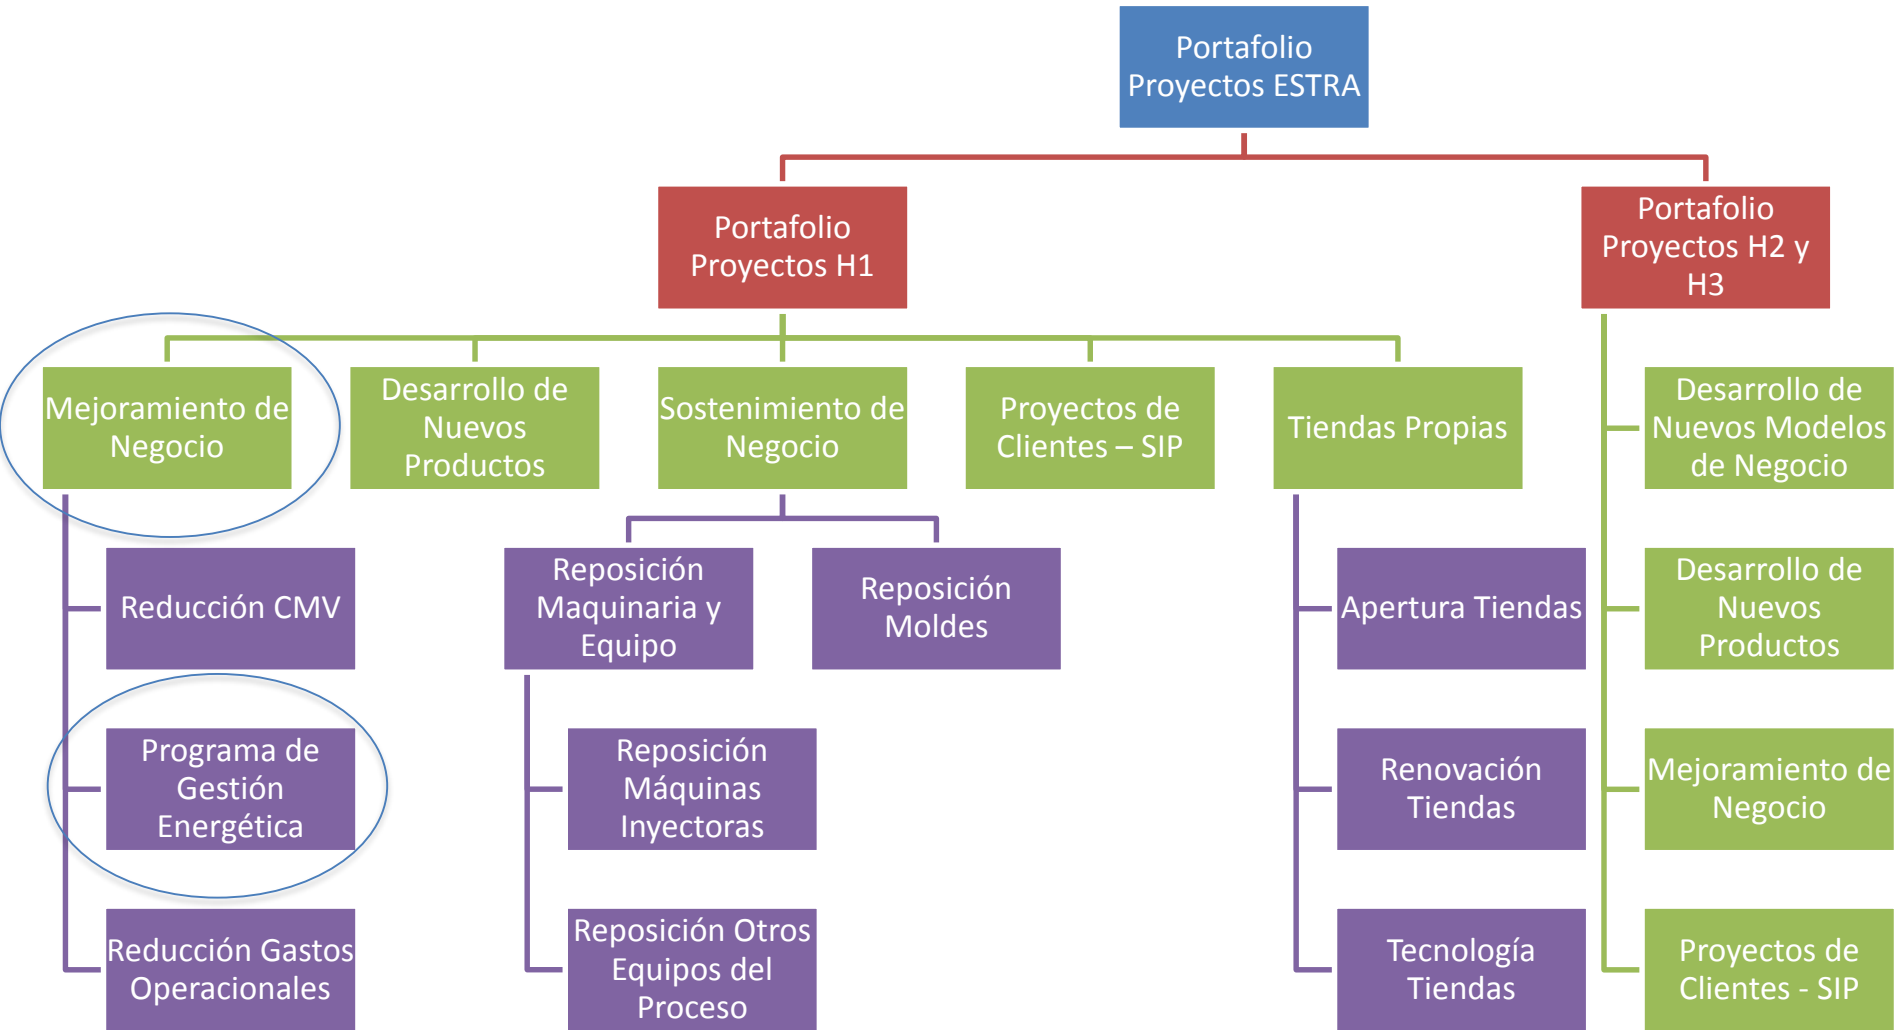 Portafolio
Proyectos ESTRA
Portafolio
Proyectos H1
Portafolio
Proyectos H2 y
H3
Mejoramiento de
Negocio
Desarrollo de
Nuevos
Productos
Sostenimiento de
Negocio
Proyectos de
Clientes – SIP
Tiendas Propias
Desarrollo de
Nuevos Modelos
de Negocio
Reducción CMV
Reposición
Maquinaria y
Equipo
Reposición
Moldes
Apertura Tiendas
Desarrollo de
Nuevos
Productos
Programa de
Gestión
Energética
Reposición
Máquinas
Inyectoras
Renovación
Tiendas
Mejoramiento de
Negocio
Reducción Gastos
Operacionales
Reposición Otros
Equipos del
Proceso
Tecnología
Tiendas
Proyectos de
Clientes - SIP